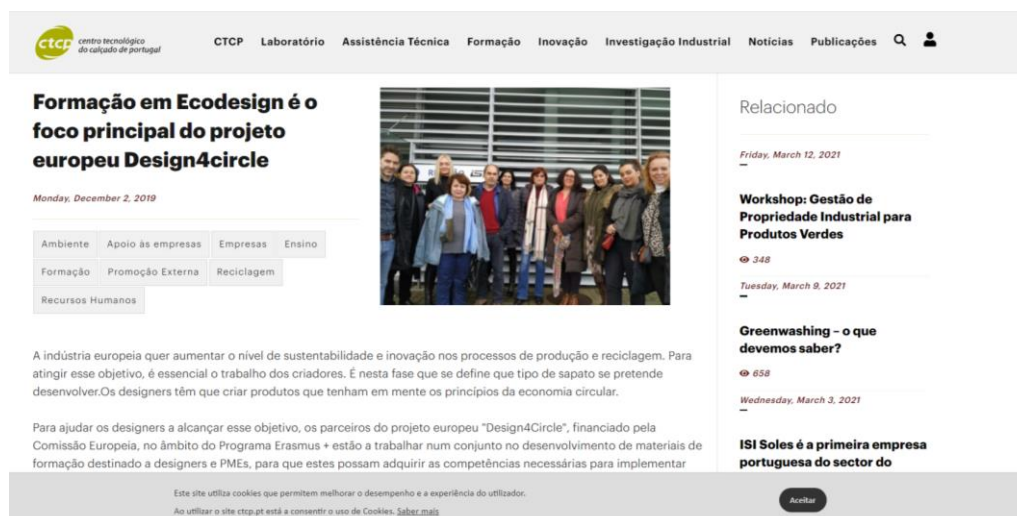 ctcp centro tecnológico
do calçado de portugal
CTCP Laboratório Assistência Técnica Formação Inovação Investigação Industrial Notícias Publicações
Formação em Ecodesign é o
foco principal do projeto
europeu Design4circle
Monday, December 2, 2019
Ambiente Apoio às empresas Empresas Ensino
Formação Promoção Externa Reciclagem
Recursos Humanos
A indústria europeia quer aumentar o nível de sustentabilidade e inovação nos processos de produção e reciclagem. Para
atingir esse objetivo, é essencial o trabalho dos criadores. É nesta fase que se define que tipo de sapato se pretende
desenvolver.Os designers têm que criar produtos que tenham em mente os princípios da economia circular.
Para ajudar os designers a alcançar esse objetivo, os parceiros do projeto europeu "Design4Circle", financiado pela
Comissão Europeia, no âmbito do Programa Erasmus + estão a trabalhar num conjunto no desenvolvimento de materiais de
formação destinado a designers e PMEs, para que estes possam adquirir as competências necessárias para implementar
Relacionado
Friday, March 12, 2021
Workshop: Gestão de
Propriedade Industrial para
Produtos Verdes
348
Tuesday, March 9, 2021
Greenwashing – o que
devemos saber?
658
Wednesday, March 3, 2021
ISI Soles é a primeira empresa
portuguesa do sector do
Este site utiliza cookies que permitem melhorar o desempenho e a experiência do utilizador.
Ao utilizar o site ctcp.pt está a consentir o uso de Cookies. Saber mais
Aceitar